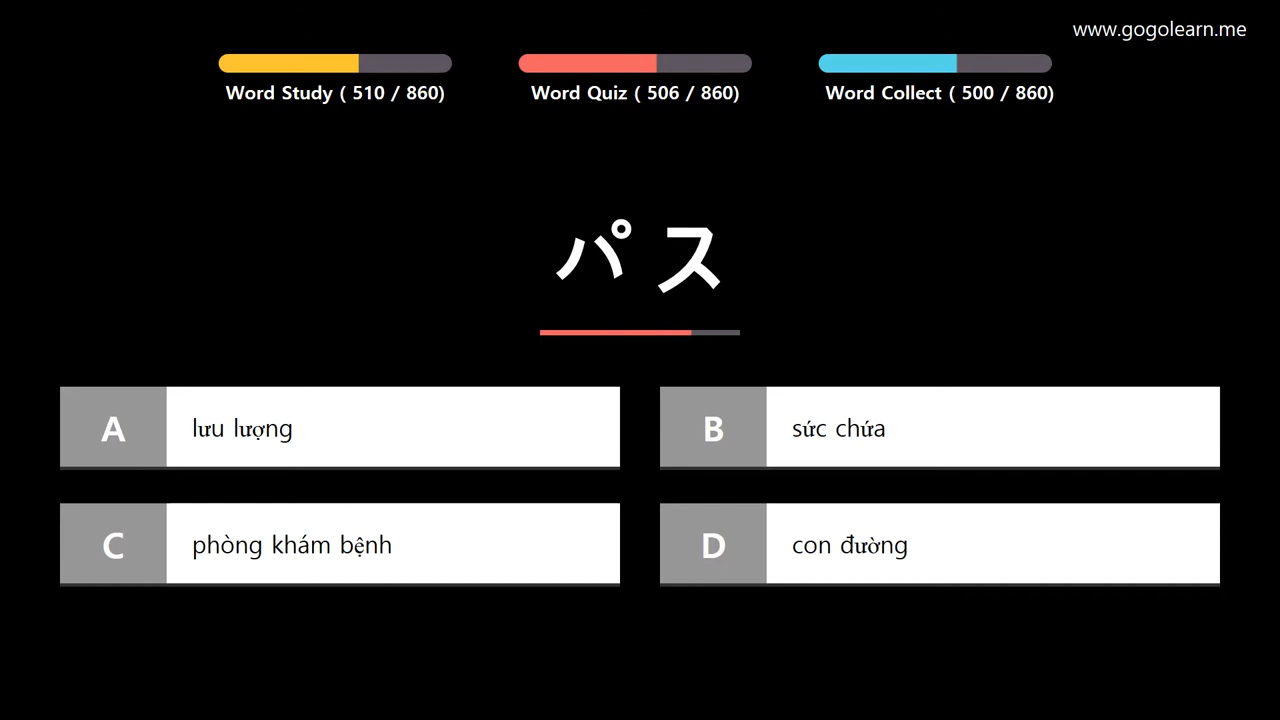 www.gogolearn.me
Word Study ( 510 / 860)
Word Quiz ( 506 / 860)
Word Collect ( 500 / 860)
パス
A
lưu lượng
B
sức chứa
C
phòng khám bệnh
D
con đường